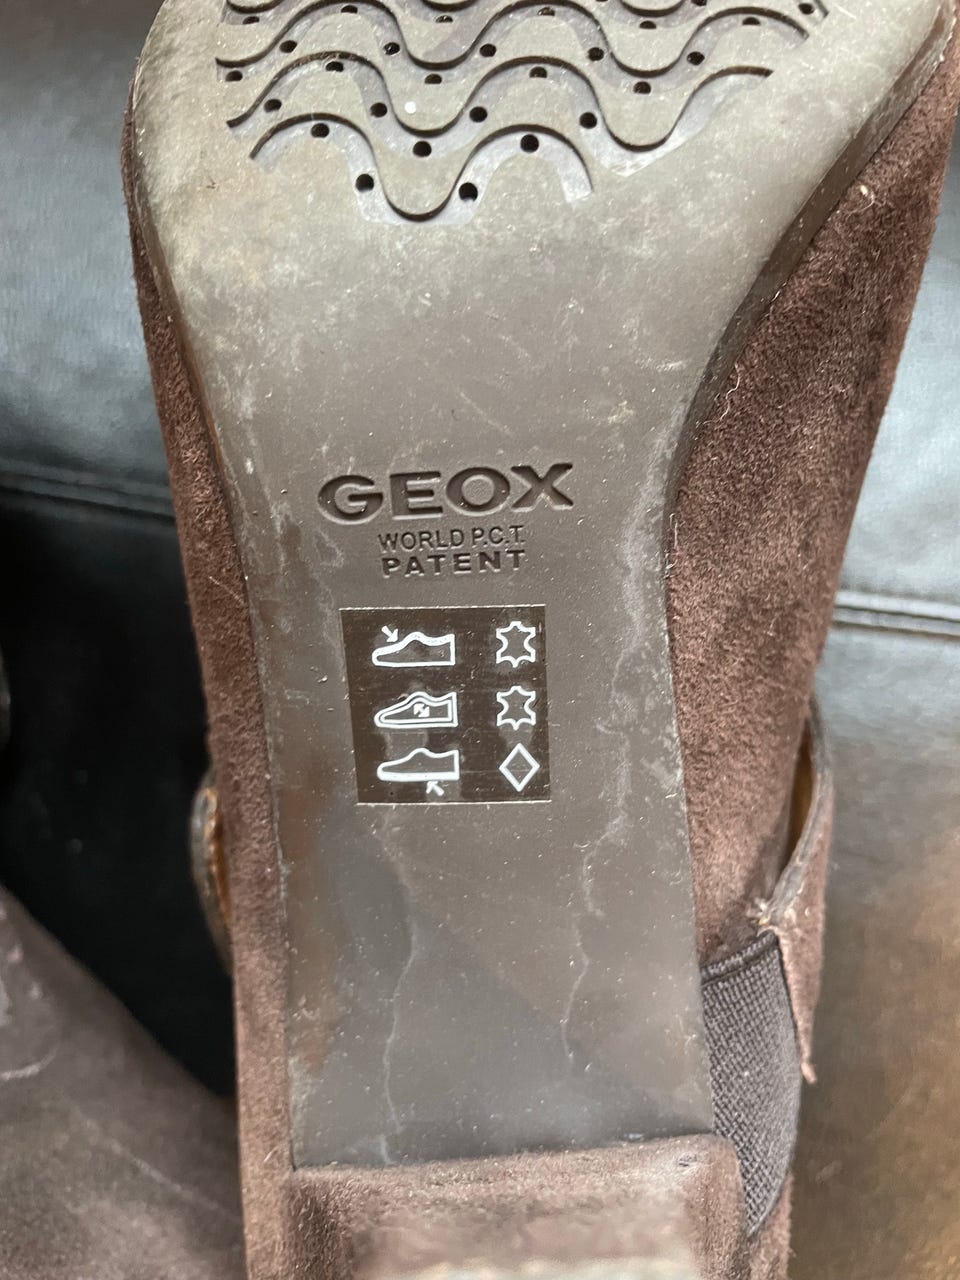 GEOX
WORLD P.C.T.
PATENT